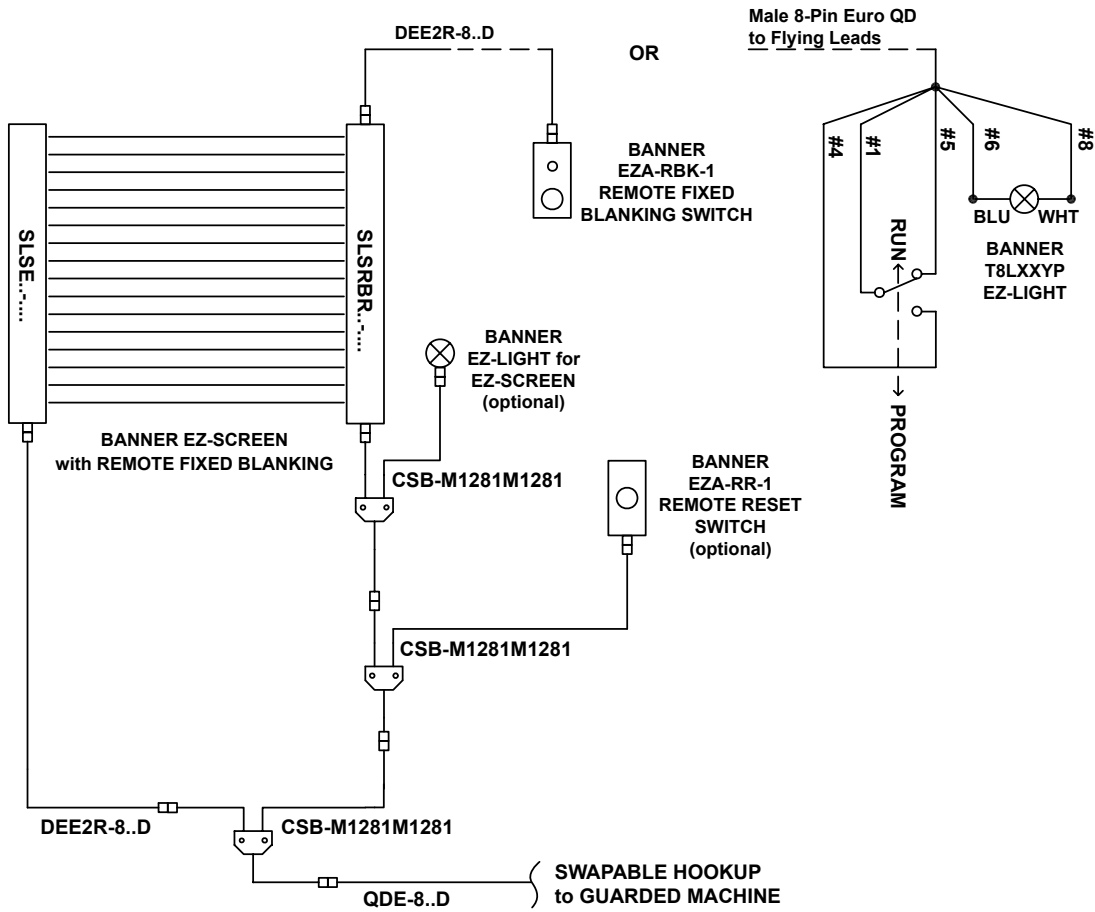 DEE2R-8..D
OR
Male 8-Pin Euro QD
to Flying Leads
#4
#1
#5
#6
#8
BLU
WHT
BANNER
T8LXXYP
EZ-LIGHT
RUN
PROGRAM
BANNER
EZA-RBK-1
REMOTE FIXED
BLANKING SWITCH
SLSE..-....
SLSRBR..-....
BANNER EZ-SCREEN
with REMOTE FIXED BLANKING
BANNER
EZ-LIGHT for
EZ-SCREEN
(optional)
CSB-M1281M1281
BANNER
EZA-RR-1
REMOTE RESET
SWITCH
(optional)
CSB-M1281M1281
DEE2R-8..D
CSB-M1281M1281
QDE-8..D
SWAPABLE HOOKUP
to GUARDED MACHINE